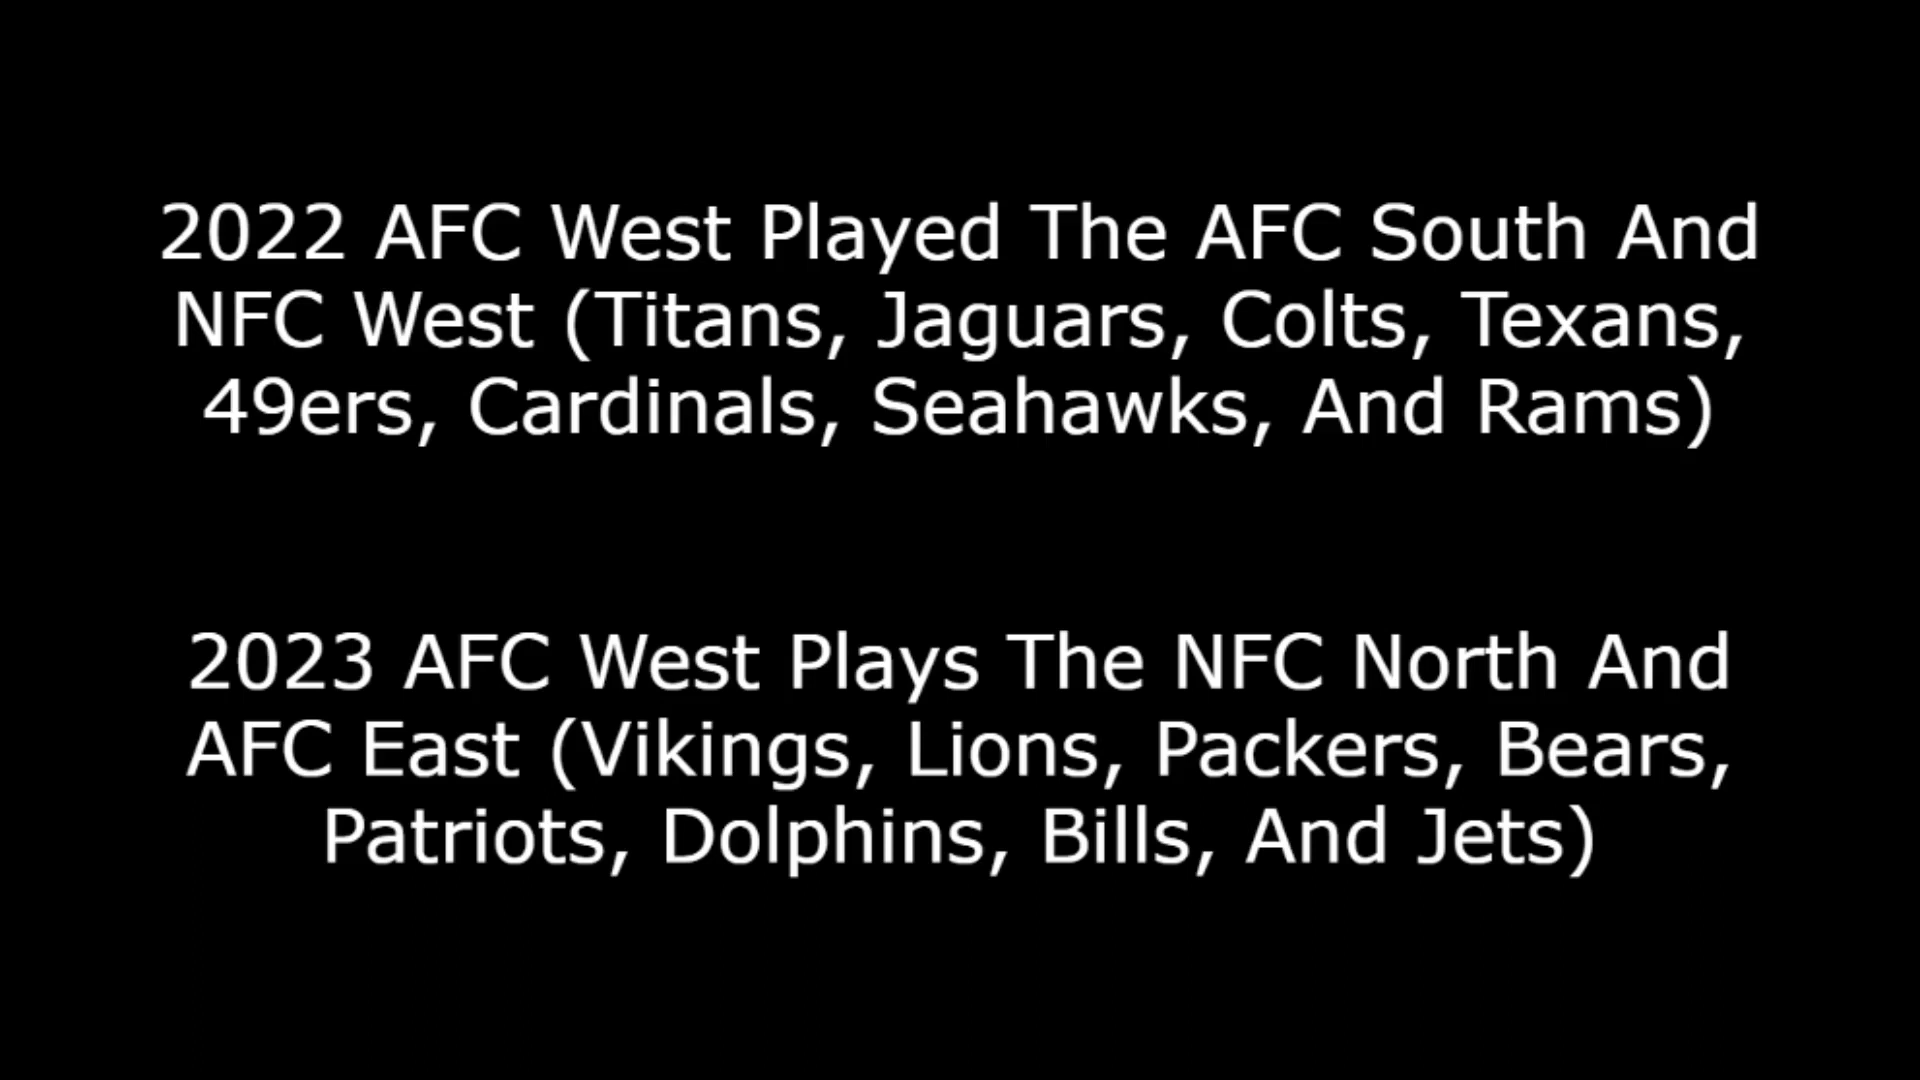 2022 AFC West Played The AFC South And
NFC West (Titans, Jaguars, Colts, Texans,
49ers, Cardinals, Seahawks, And Rams)
2023 AFC West Plays The NFC North And
AFC East (Vikings, Lions, Packers, Bears,
Patriots, Dolphins, Bills, And Jets)